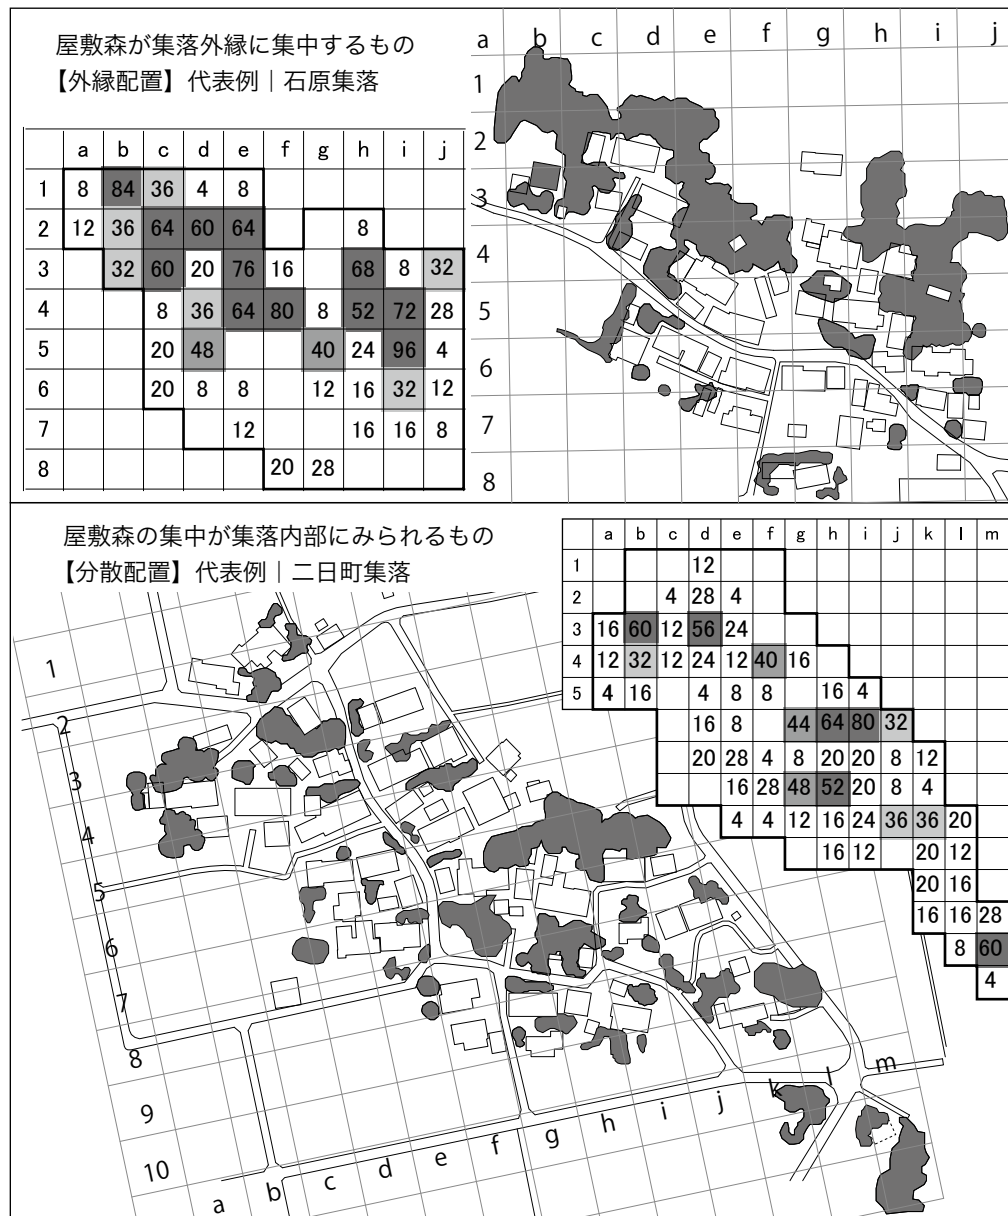 屋敷森が集落外縁に集中するもの
【外縁配置】代表例｜石原集落
a b c d e f g h i j
1 8 84 36 4 8
2 12 36 64 60 64 8
3 32 60 20 76 16 68 8 32
4 8 36 64 80 8 52 72 28
5 20 48 40 24 96 4
6 20 8 8 12 16 32 12
7 12 16 16 8
8 20 28
a b c d e f g h i j
1
2
3
4
5
6
7
8
屋敷森の集中が集落内部にみられるもの
【分散配置】代表例｜二日町集落
a b c d e f g h i j k l m
1 12
2 4 28 4
3 16 60 12 56 24
4 12 32 12 24 12 40 16
5 4 16 4 8 8 16 4
16 8 44 64 80 32
20 28 4 8 20 20 8 12
16 28 48 52 20 8 4
4 4 12 16 24 36 36 20
16 12 20 12
20 16
16 16 28
8 60
4
1
2
3
4
5
6
7
8
9
10
a b c d e f g h i j k l m